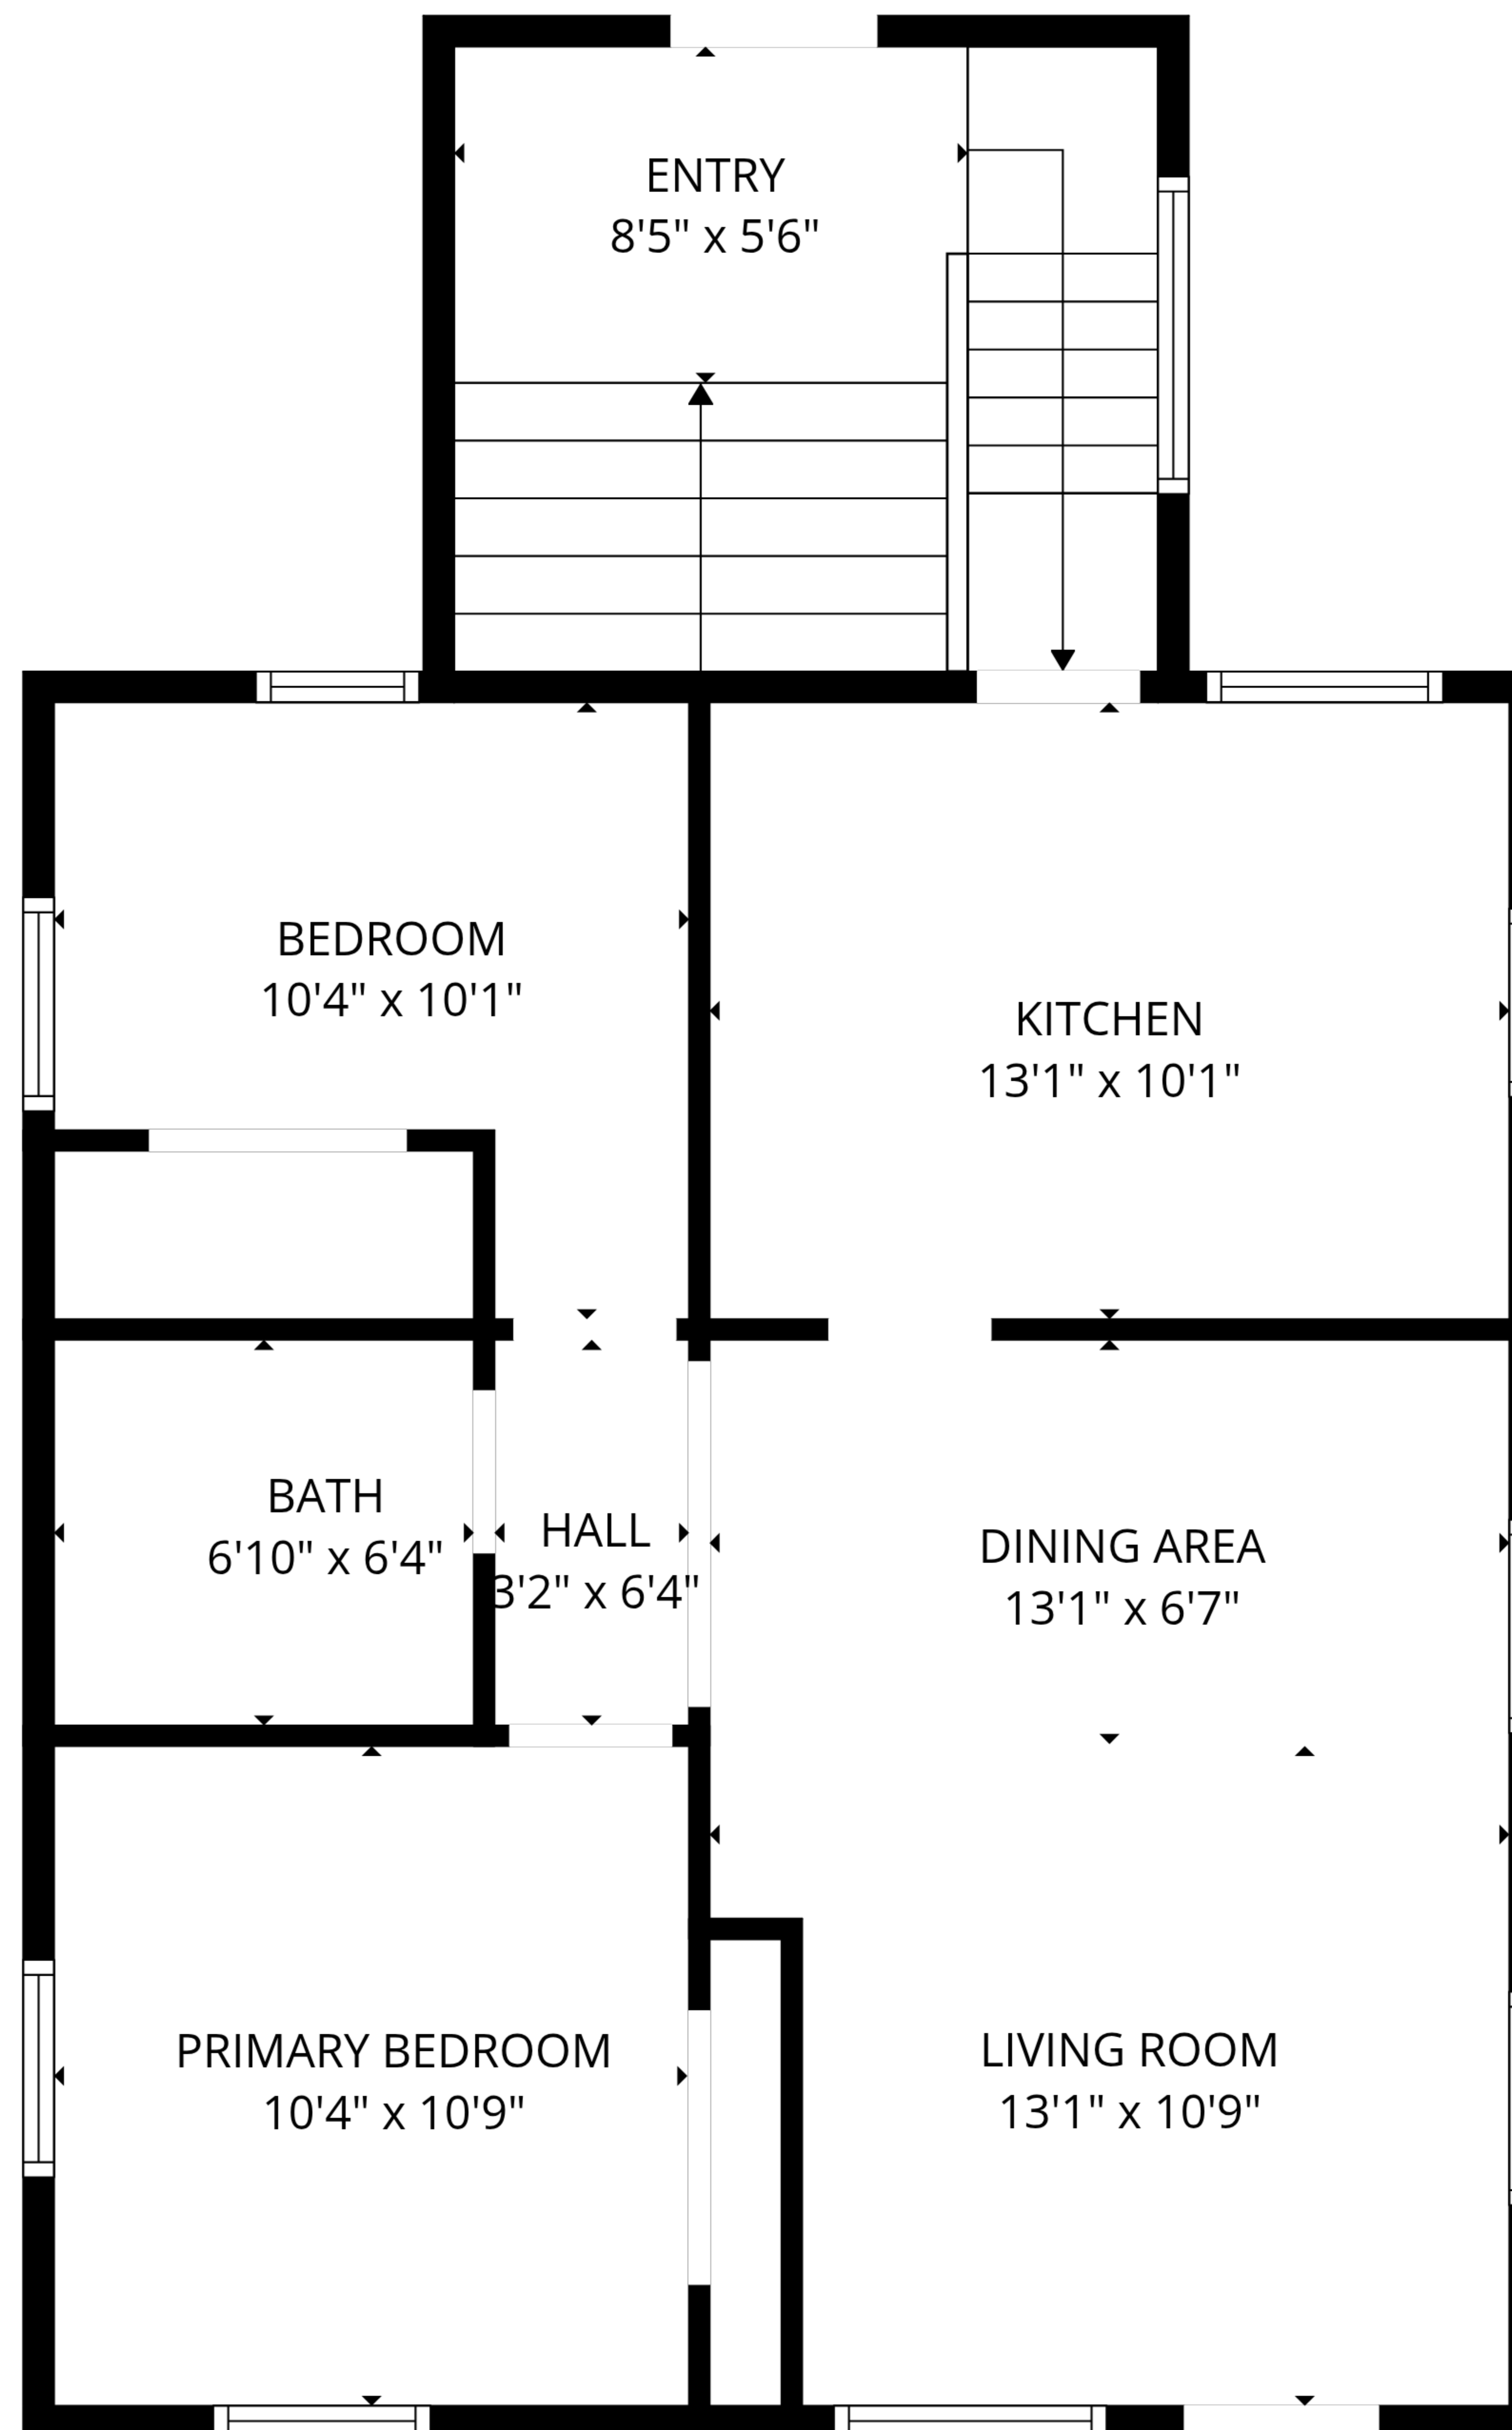 ENTRY
8'5" x 5'6"
BEDROOM
10'4" x 10'1"
KITCHEN
13'1" x 10'1"
BATH
6'10" x 6'4"
HALL
3'2" x 6'4"
DINING AREA
13'1" x 6'7"
PRIMARY BEDROOM
10'4" x 10'9"
LIVING ROOM
13'1" x 10'9"